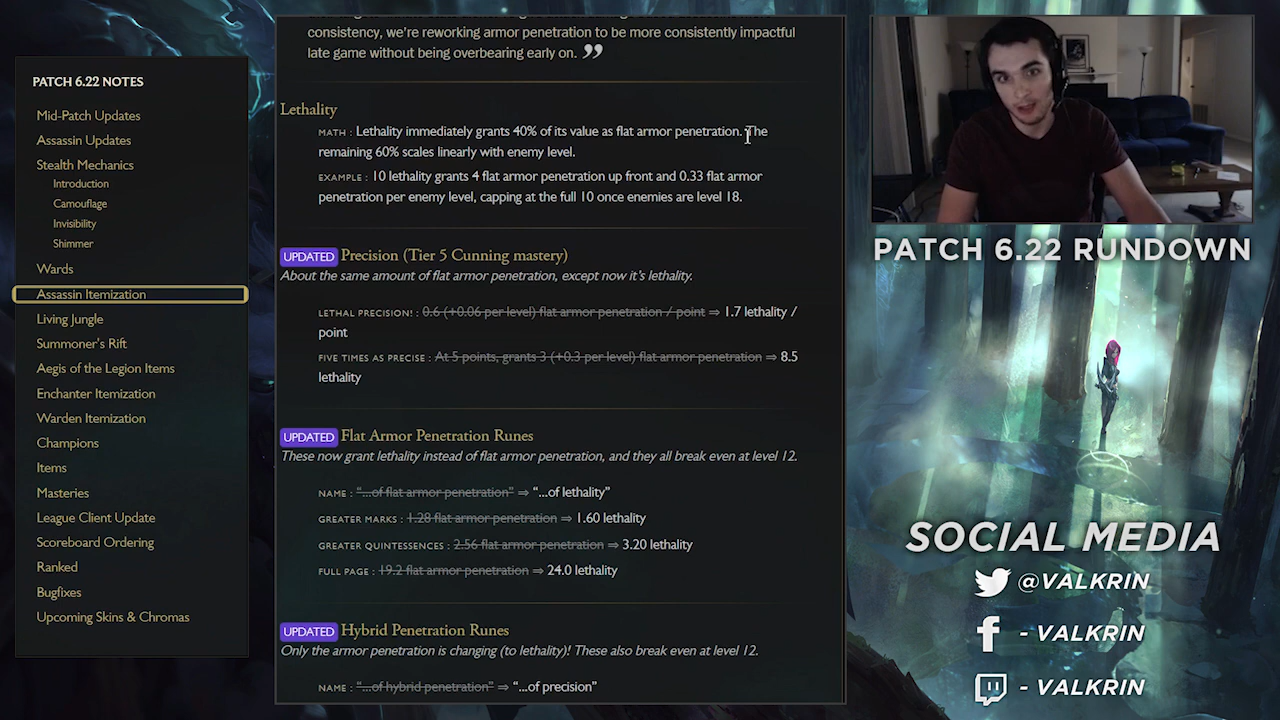 PATCH 6.22 NOTES
Mid-Patch Updates
Assassin Updates
Stealth Mechanics
Introduction
Camouflage
Invisibility
Shimmer
Wards
Assassin Itemization
Living Jungle
Summoner's Rift
Aegis of the Legion Items
Enchanter Itemization
Warden Itemization
Champions
Items
Masteries
League Client Update
Scoreboard Ordering
Ranked
Bugfixes
Upcoming Skins & Chromas
consistency, we're reworking armor penetration to be more consistently impactful
late game without being overbearing early on. ”
Lethality
MATH : Lethality immediately grants 40% of its value as flat armor penetration. The
remaining 60% scales linearly with enemy level.
EXAMPLE : 10 lethality grants 4 flat armor penetration up front and 0.33 flat armor
penetration per enemy level, capping at the full 10 once enemies are level 18.
UPDATED Precision (Tier 5 Cunning mastery)
About the same amount of flat armor penetration, except now it's lethality.
LETHAL PRECISION! : 0.6 (+0.06 per level) flat armor penetration / point ⇒ 1.7 lethality /
point
FIVE TIMES AS PRECISE : At 5 points, grants 3 (+0.3 per level) flat armor penetration ⇒ 8.5
lethality
UPDATED Flat Armor Penetration Runes
These now grant lethality instead of flat armor penetration, and they all break even at level 12.
NAME : “...of flat armor penetration” ⇒ “...of lethality”
GREATER MARKS : 1.28 flat armor penetration ⇒ 1.60 lethality
GREATER QUINTESSENCES : 2.56 flat armor penetration ⇒ 3.20 lethality
FULL PAGE : 19.2 flat armor penetration ⇒ 24.0 lethality
UPDATED Hybrid Penetration Runes
Only the armor penetration is changing (to lethality)! These also break even at level 12.
NAME : “...of hybrid penetration” ⇒ “...of precision”
PATCH 6.22 RUNDOWN
SOCIAL MEDIA
@VALKRIN
- VALKRIN
- VALKRIN